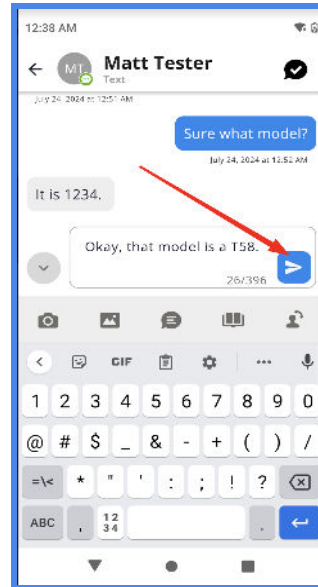 12:38 AM
MT
Matt Tester
Text
July 24, 2024 at 12:51 AM
Sure what model?
July 24, 2024 at 12:52 AM
It is 1234.
Okay, that model is a T58.
26/396
GIF
1 2 3 4 5 6 7 8 9 0
@ # $ _ & - + ( ) /
=\< * " ' : ; ! ?
ABC , 12 34 .